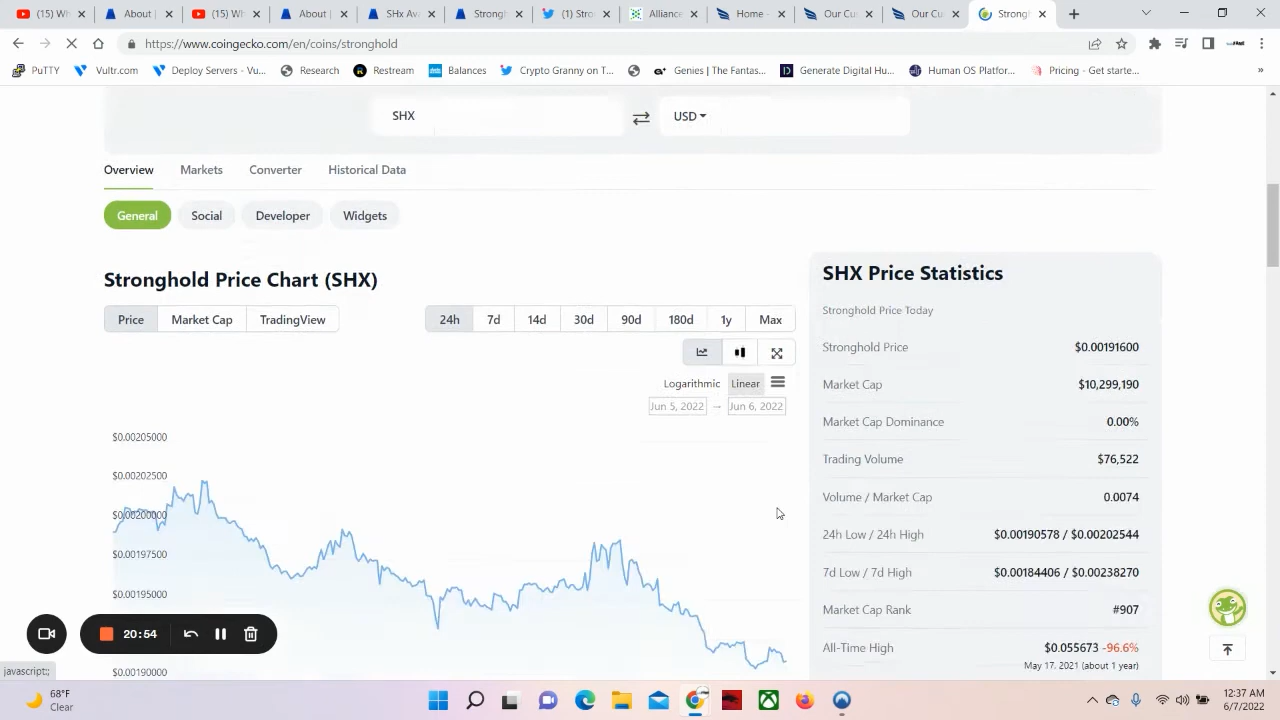 (15) Wh
About |
(15) Wh
About |
SHx Av
Strongh
(1) Stro
Alliance
Home –
Our Cu
Our Cu
Strongh
https://www.coingecko.com/en/coins/stronghold
PuTTY
Vultr.com
Deploy Servers - Vu...
Research
Restream
Balances
Crypto Granny on T...
Genies | The Fantas...
Generate Digital Hu...
Human OS Platfor...
Pricing - Get starte...
»
SHX
USD
Overview
Markets
Converter
Historical Data
General
Social
Developer
Widgets
Stronghold Price Chart (SHX)
Price
Market Cap
TradingView
24h
7d
14d
30d
90d
180d
1y
Max
Logarithmic
Linear
Jun 5, 2022 → Jun 6, 2022
$0.00205000
$0.00202500
$0.00200000
$0.00197500
$0.00195000
$0.00190000
SHX Price Statistics
Stronghold Price Today
Stronghold Price $0.00191600
Market Cap $10,299,190
Market Cap Dominance 0.00%
Trading Volume $76,522
Volume / Market Cap 0.0074
24h Low / 24h High $0.00190578 / $0.00202544
7d Low / 7d High $0.00184406 / $0.00238270
Market Cap Rank #907
All-Time High $0.055673 -96.6%
May 17, 2021 (about 1 year)
20:54
javascript:;
68°F
Clear
12:37 AM
6/7/2022